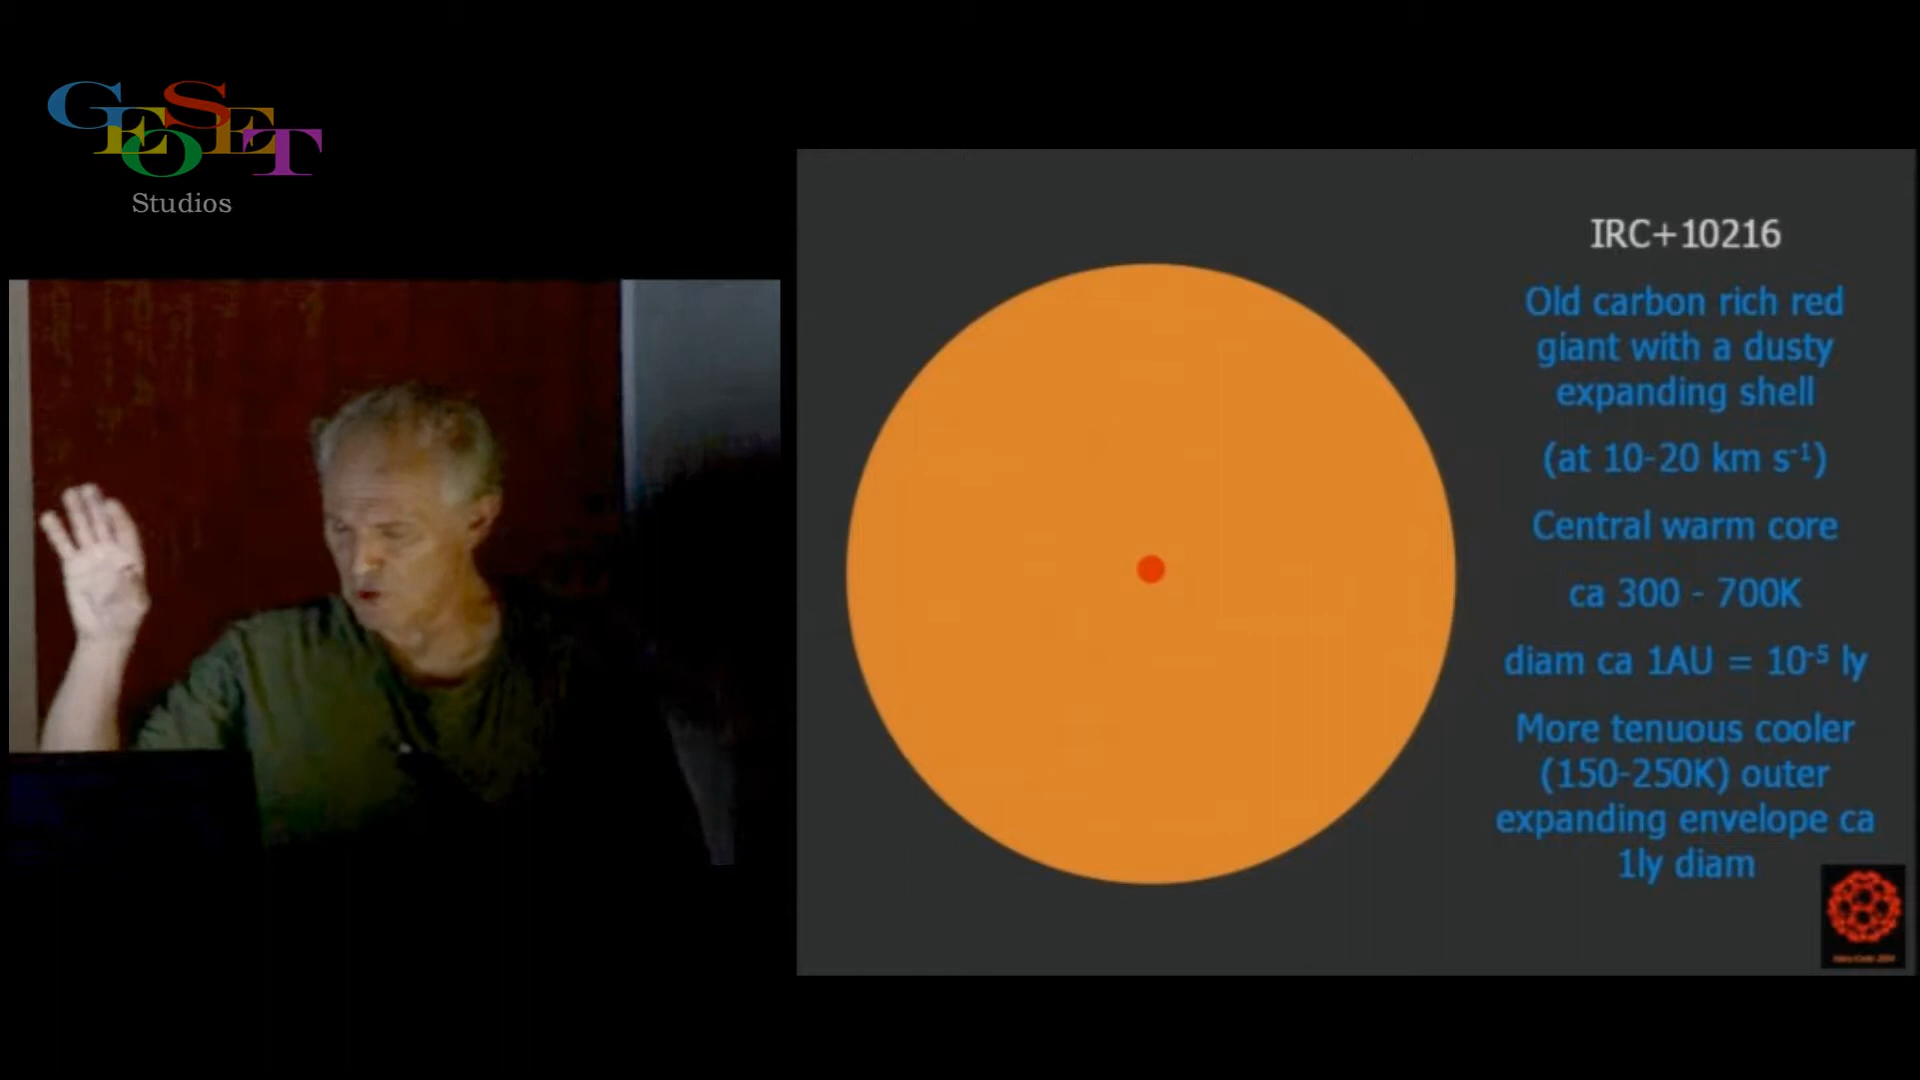 GEOSET
Studios
IRC+10216
Old carbon rich red
giant with a dusty
expanding shell
(at 10-20 km s⁻¹)
Central warm core
ca 300 - 700K
diam ca 1AU = 10⁻⁵ ly
More tenuous cooler
(150-250K) outer
expanding envelope ca
1ly diam